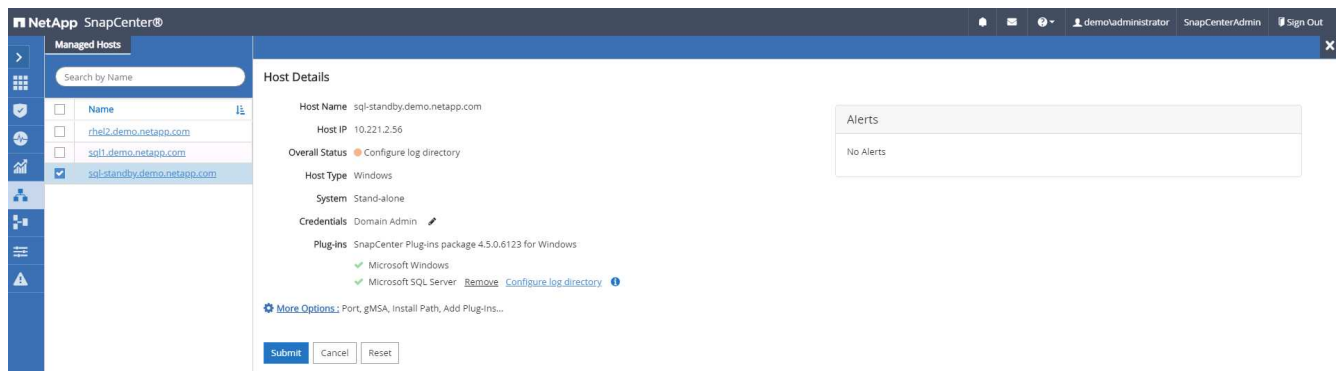 NetApp SnapCenter®
demo\administrator SnapCenterAdmin Sign Out
Managed Hosts
Search by Name
Name
rhel2.demo.netapp.com
sql1.demo.netapp.com
sql-standby.demo.netapp.com
Host Details
Host Name sql-standby.demo.netapp.com
Host IP 10.221.2.56
Overall Status Configure log directory
Host Type Windows
System Stand-alone
Credentials Domain Admin
Plug-ins SnapCenter Plug-ins package 4.5.0.6123 for Windows
Microsoft Windows
Microsoft SQL Server Remove Configure log directory
More Options : Port, gMSA, Install Path, Add Plug-Ins...
Submit Cancel Reset
Alerts
No Alerts